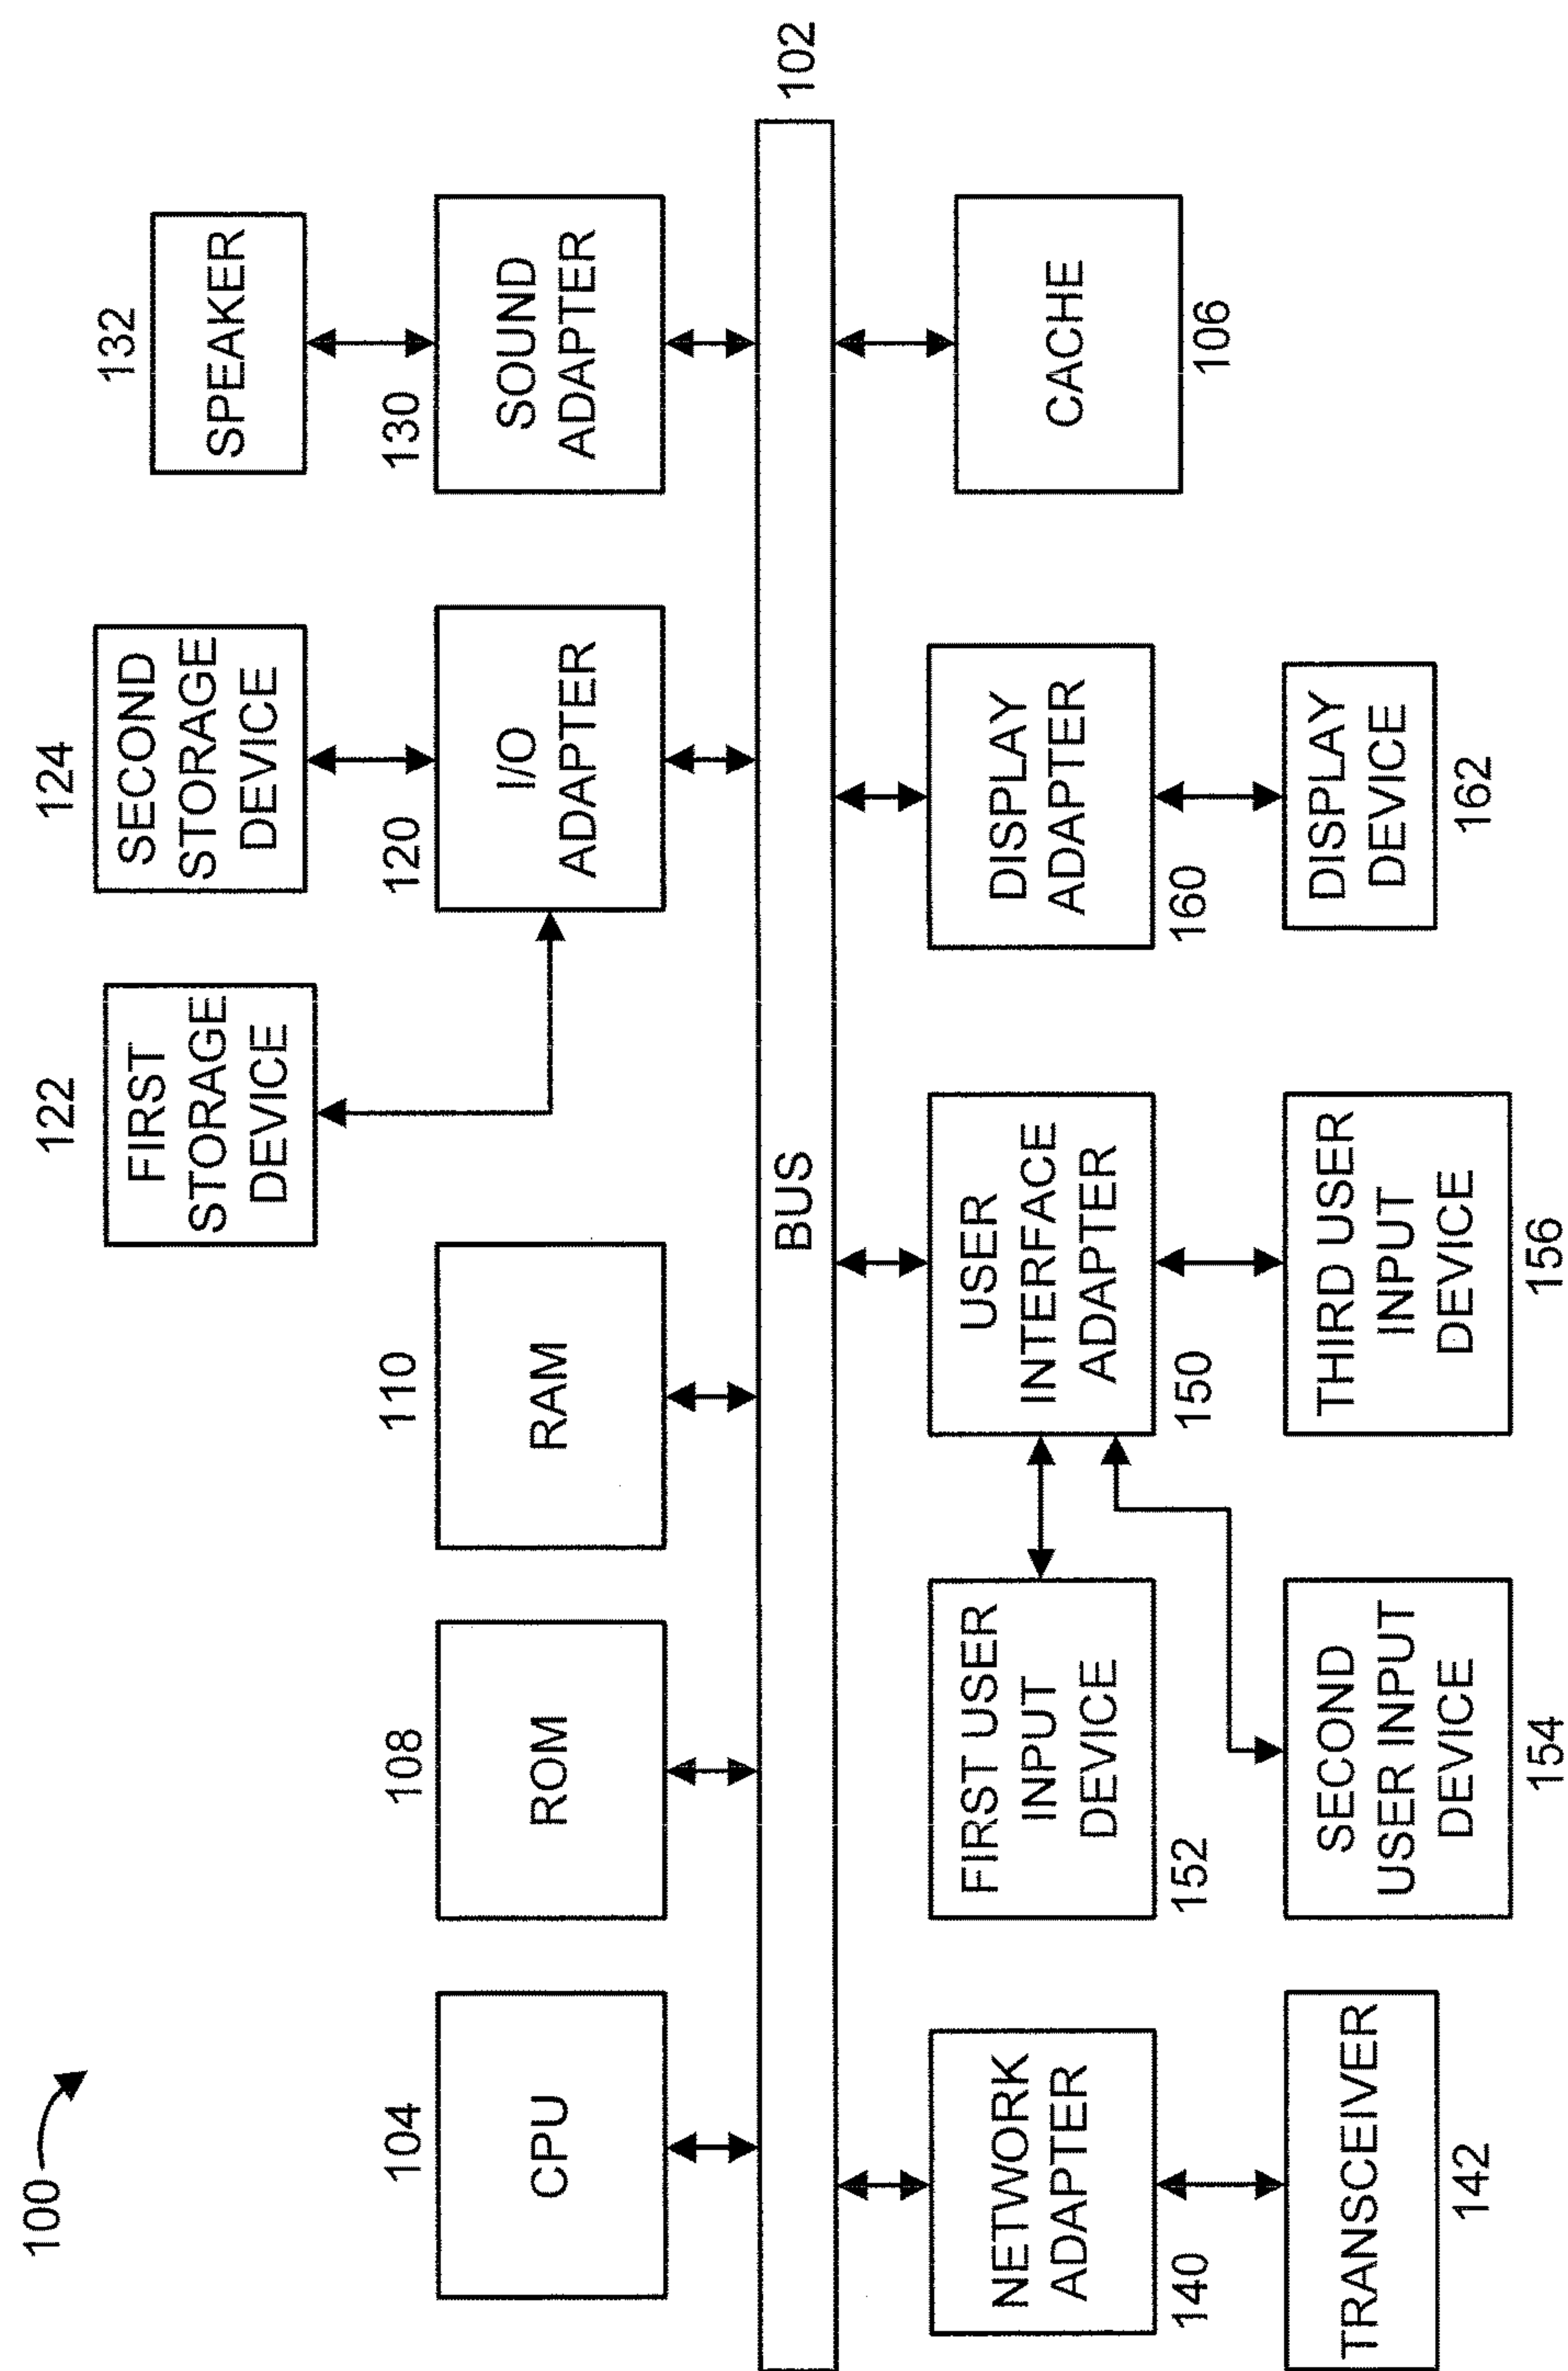 100
104
CPU
108
ROM
110
RAM
122
FIRST
STORAGE
DEVICE
124
SECOND
STORAGE
DEVICE
120
I/O
ADAPTER
132
SPEAKER
130
SOUND
ADAPTER
BUS
102
NETWORK
ADAPTER
140
TRANSCEIVER
142
FIRST USER
INPUT
DEVICE
152
SECOND
USER INPUT
DEVICE
154
USER
INTERFACE
ADAPTER
150
THIRD USER
INPUT
DEVICE
156
DISPLAY
ADAPTER
160
DISPLAY
DEVICE
162
CACHE
106